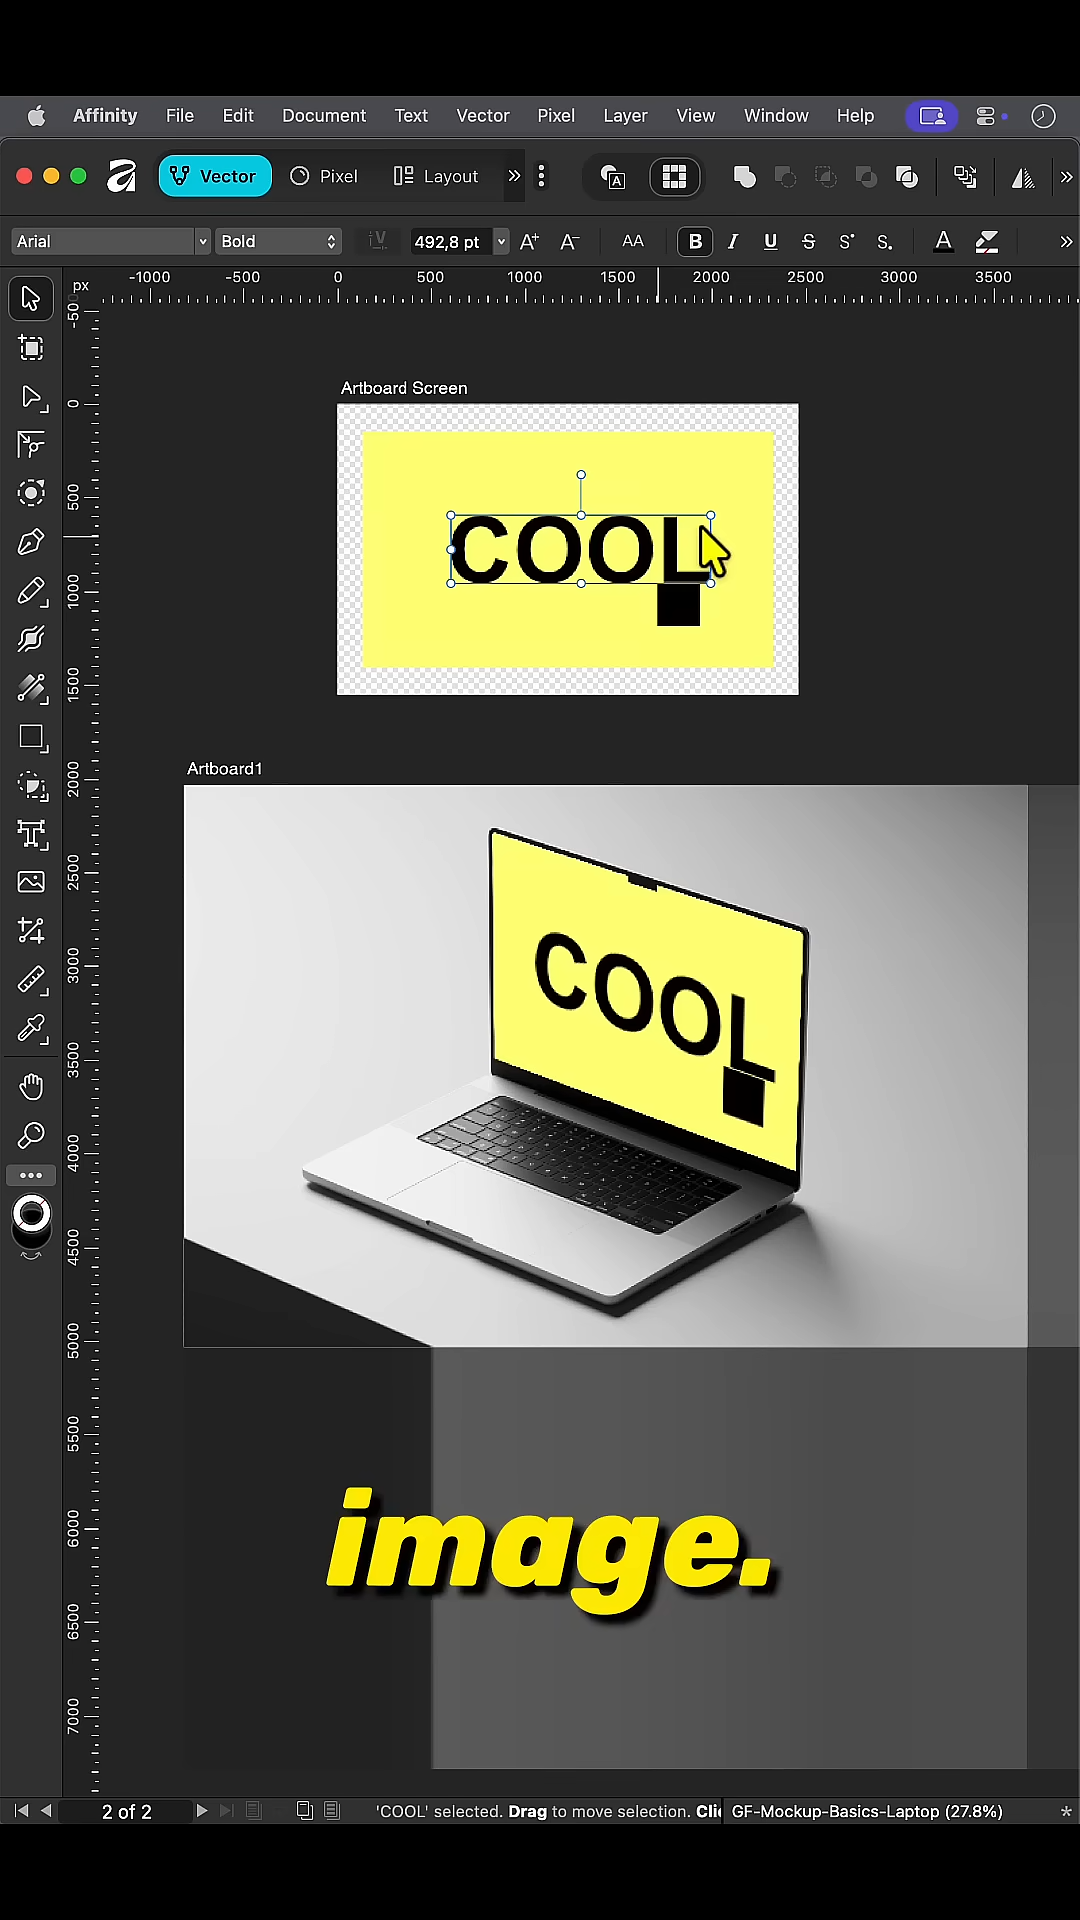 Affinity File Edit Document Text Vector Pixel Layer View Window Help
Vector Pixel Layout
Arial Bold 492,8 pt A+ A- AA B I U S S S. A
px -1000 -500 0 500 1000 1500 2000 2500 3000 3500
-500
0
500
1000
1500
2000
2500
3000
3500
4000
4500
5000
5500
6000
6500
7000
Artboard Screen
COOL
Artboard1
COOL
image.
2 of 2 'COOL' selected. Drag to move selection. GF-Mockup-Basics-Laptop (27.8%) *